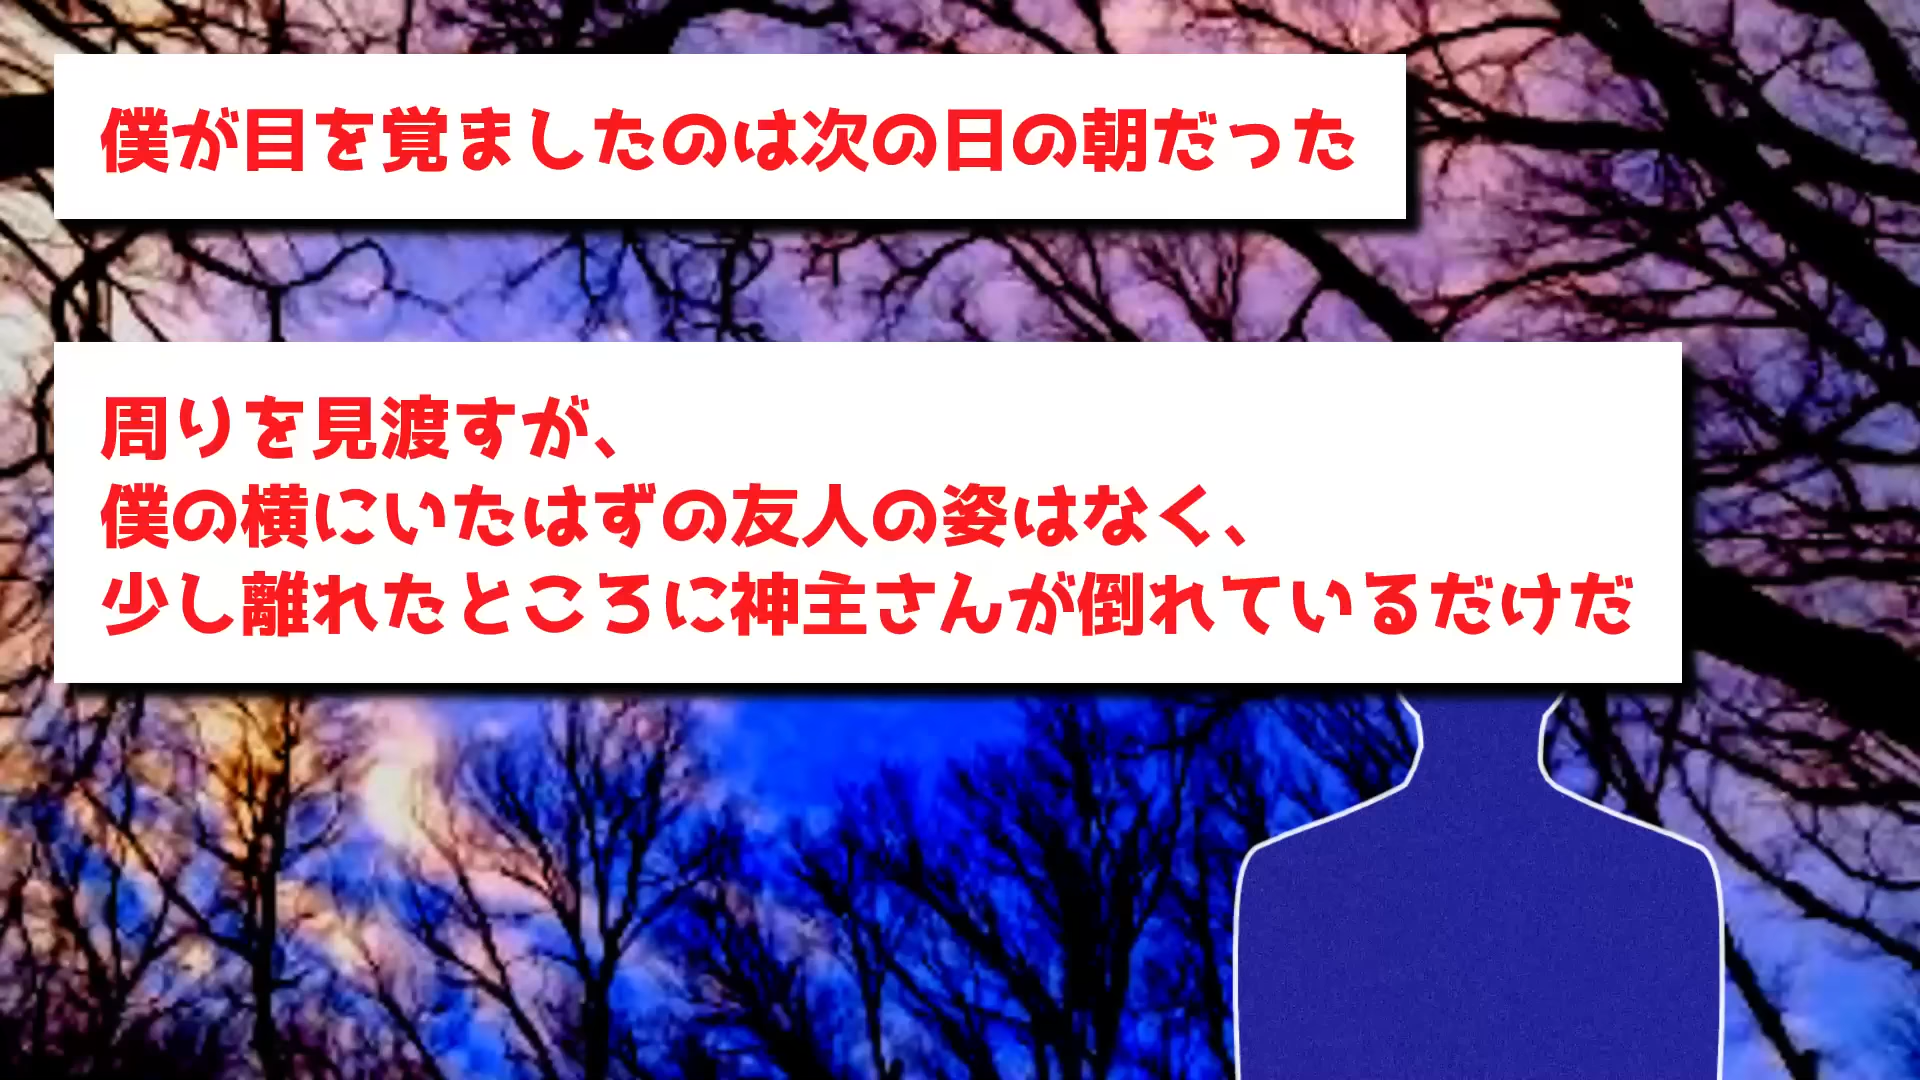 僕が目を覚ましたのは次の日の朝だった
周りを見渡すが、
僕の横にいたはずの友人の姿はなく、
少し離れたところに神主さんが倒れているだけだ